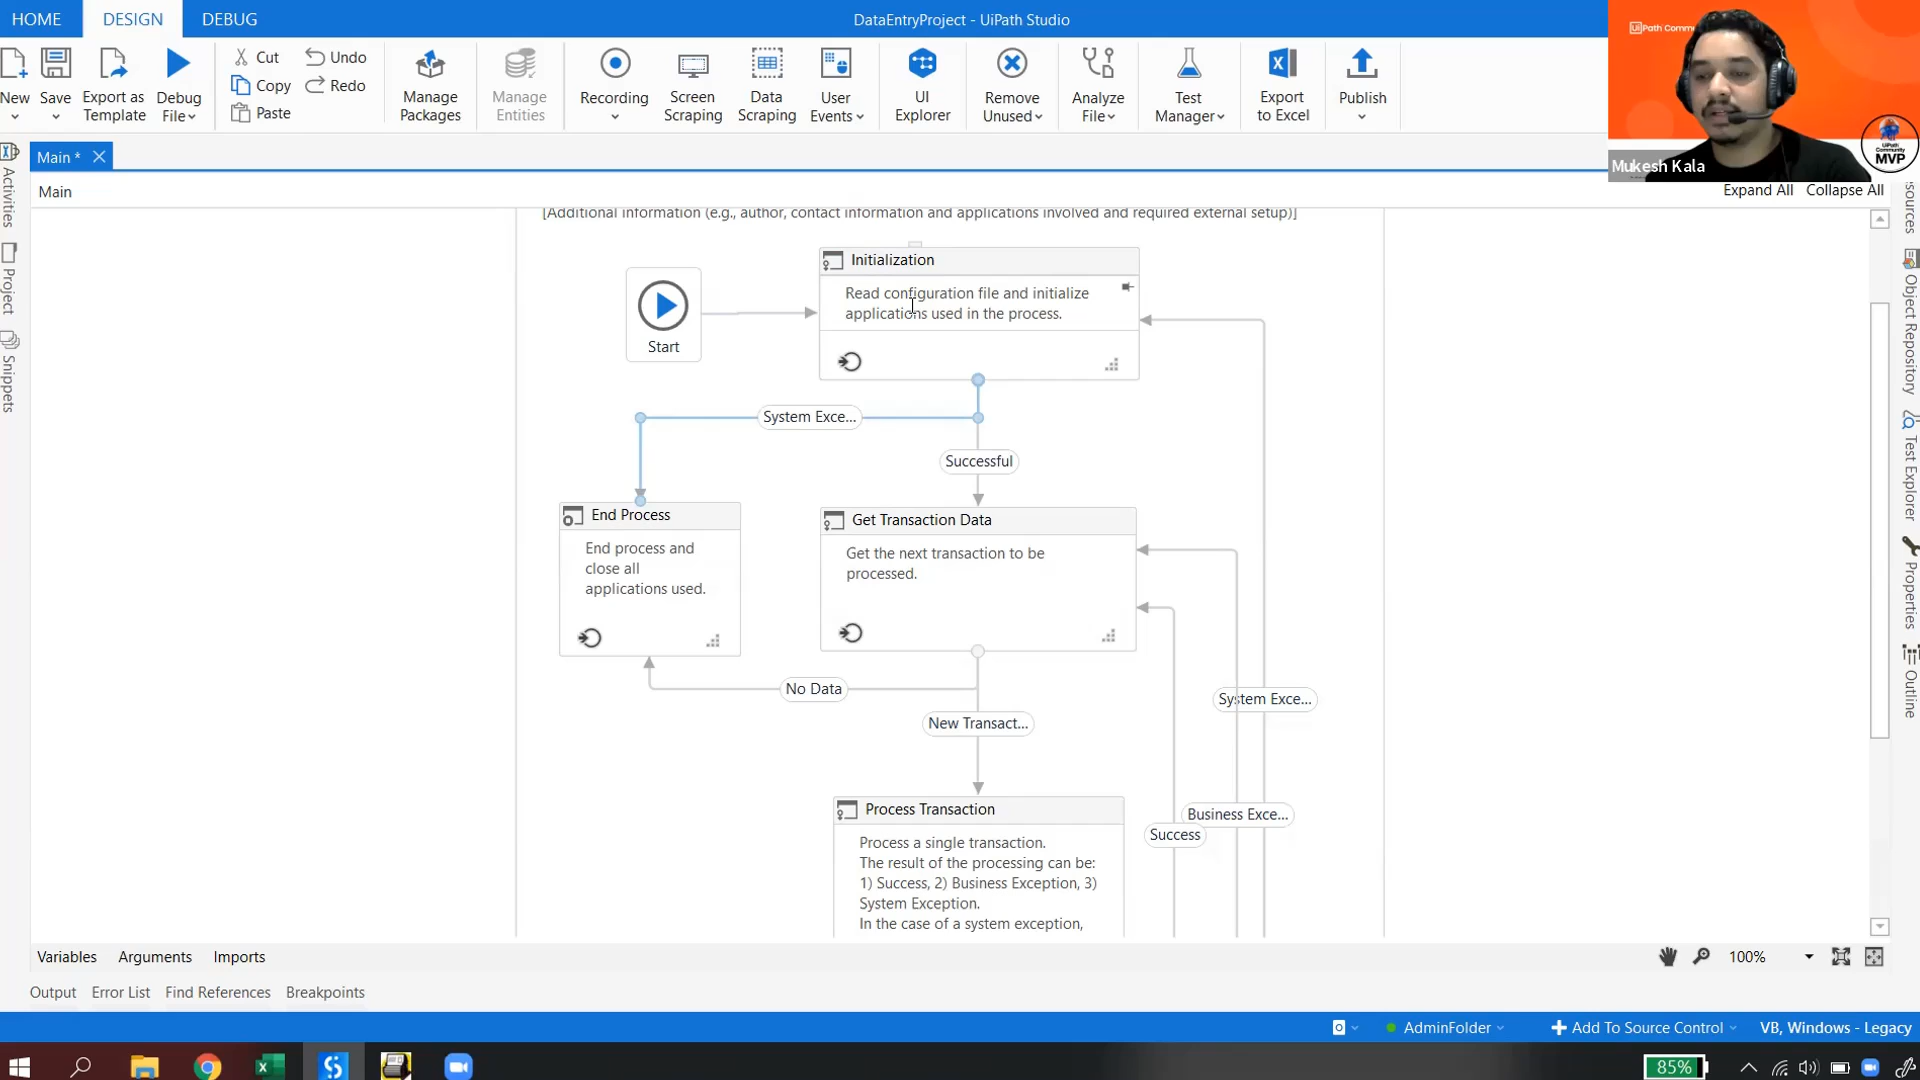 HOME DESIGN DEBUG DataEntryProject - UiPath Studio
UiPath
New Save Export as Template Debug File Cut Copy Paste Undo Redo Manage Packages Manage Entities Recording Screen Scraping Data Scraping User Events UI Explorer Remove Unused Analyze File Test Manager Export to Excel Publish
UiPath Community MVP
Mukesh Kala
Main *
Main
Expand All Collapse All
Activities
Project
Snippets
Object Repository
Test Explorer
Properties
Outline
[Additional information (e.g., author, contact information and applications involved and required external setup)]
Start
Initialization
Read configuration file and initialize
applications used in the process.
System Exce...
Successful
End Process
End process and
close all
applications used.
Get Transaction Data
Get the next transaction to be
processed.
No Data
New Transact...
System Exce...
Business Exce...
Success
Process Transaction
Process a single transaction.
The result of the processing can be:
1) Success, 2) Business Exception, 3)
System Exception.
In the case of a system exception,
Variables Arguments Imports
100%
Output Error List Find References Breakpoints
AdminFolder Add To Source Control VB, Windows - Legacy
85%